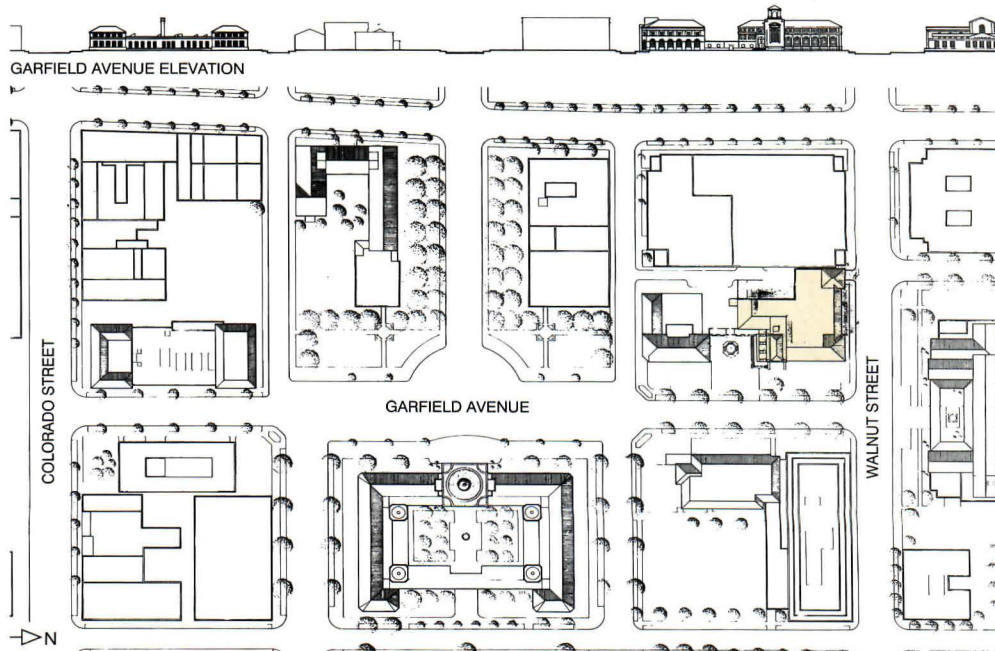 GARFIELD AVENUE ELEVATION
COLORADO STREET
GARFIELD AVENUE
WALNUT STREET
N